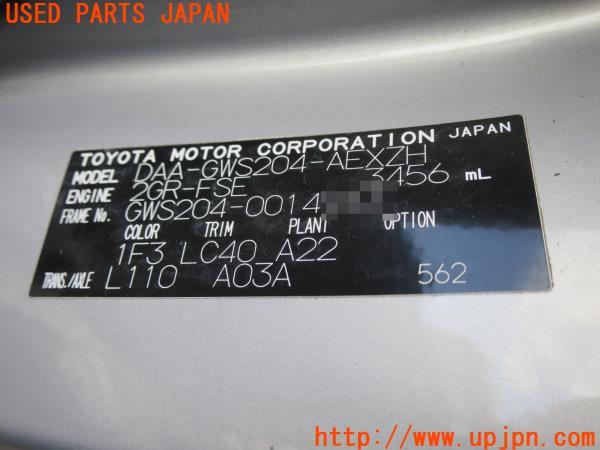 USED PARTS JAPAN
TOYOTA MOTOR CORPORATION JAPAN
MODEL DAA-GWS204-AEXZH
ENGINE 2GR-FSE 3456 mL
FRAME No. GWS204-0014
COLOR TRIM PLANT OPTION
1F3 LC40 A22
TRANS./AXLE L110 A03A 562
http://www.upjpn.com/